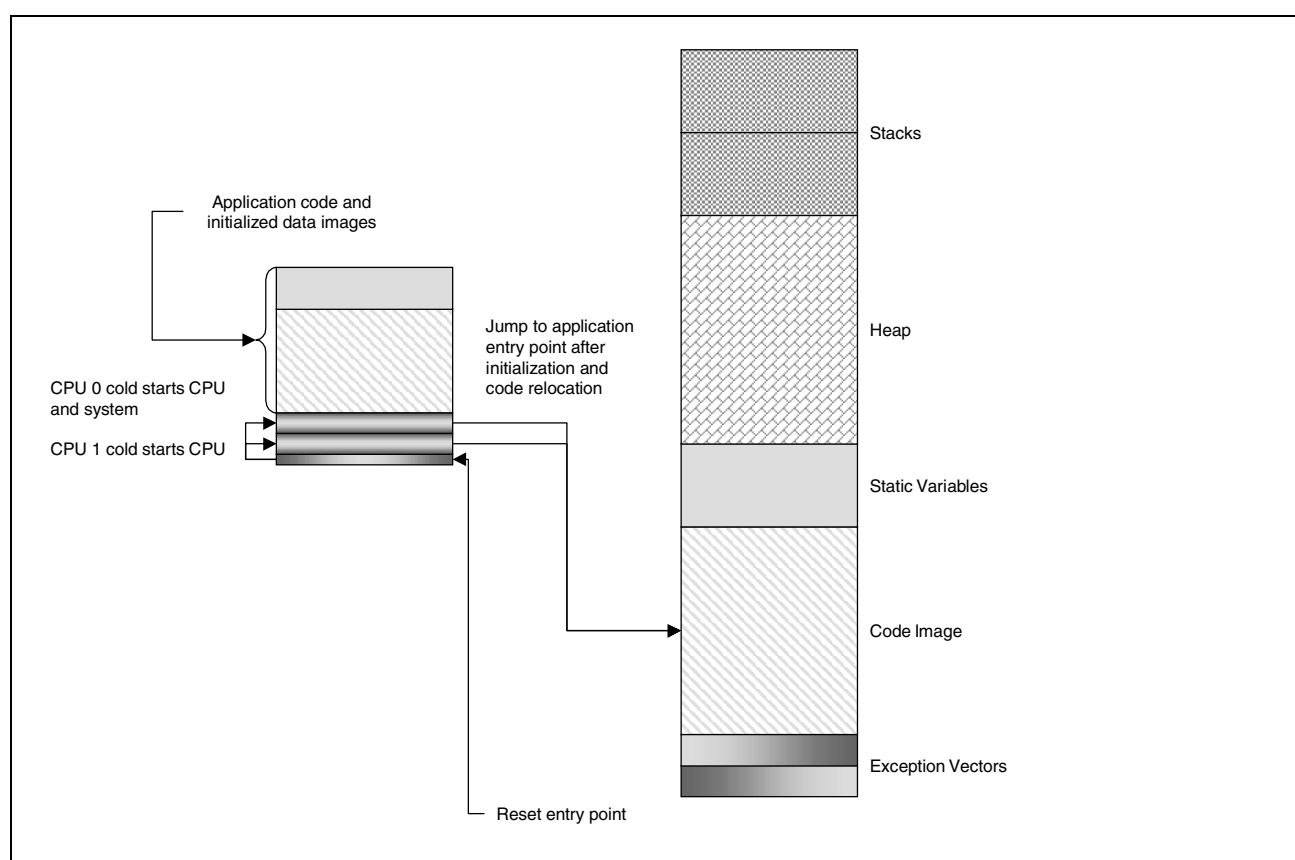 Stacks
Application code and
initialized data images
Jump to application
entry point after
initialization and
code relocation
Heap
CPU 0 cold starts CPU
and system
CPU 1 cold starts CPU
Static Variables
Code Image
Exception Vectors
Reset entry point